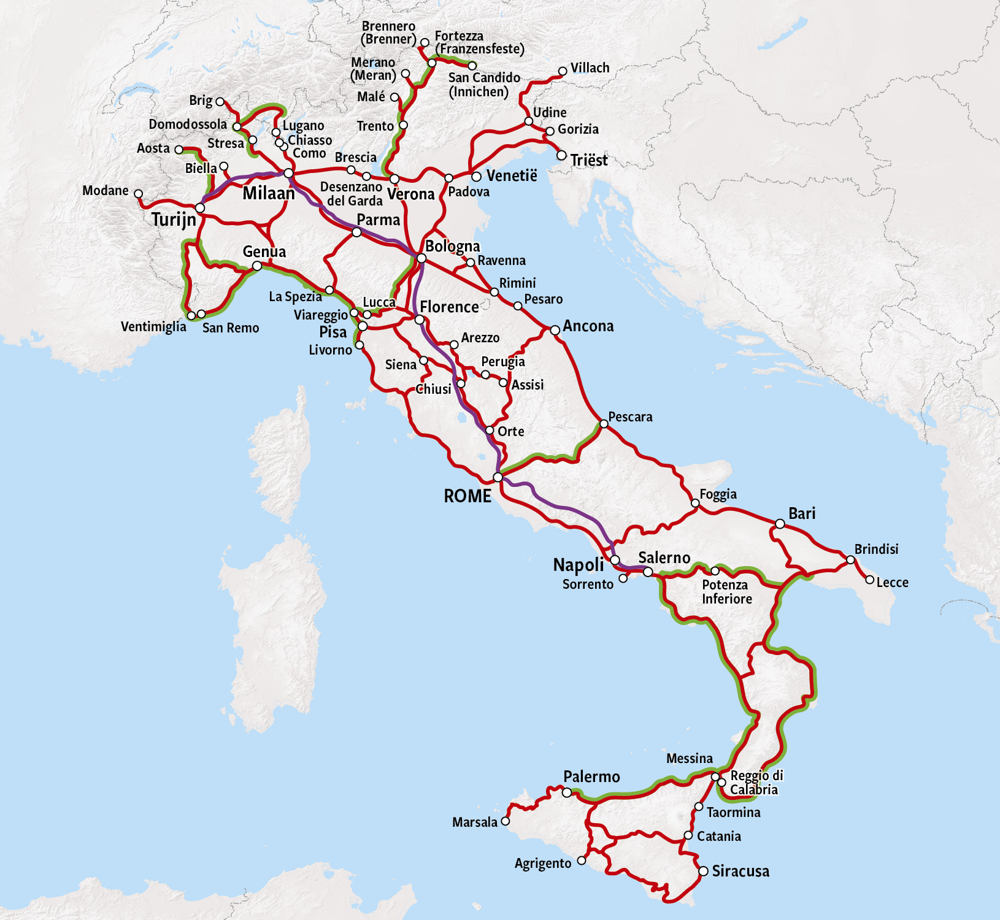 Brennero
(Brenner)
Fortezza
(Franzensfeste)
Merano
(Meran)
San Candido
(Innichen)
Villach
Malé
Brig
Udine
Domodossola
Lugano
Trento
Gorizia
Stresa
Chiasso
Como
Aosta
Brescia
Triëst
Biella
Venetië
Modane
Milaan
Desenzano
del Garda
Verona
Padova
Turijn
Parma
Genua
Bologna
Ravenna
Rimini
La Spezia
Lucca
Pesaro
Viareggio
Florence
Ventimiglia
San Remo
Pisa
Ancona
Livorno
Arezzo
Siena
Perugia
Chiusi
Assisi
Pescara
Orte
ROME
Foggia
Bari
Brindisi
Napoli
Salerno
Sorrento
Potenza
Inferiore
Lecce
Messina
Palermo
Reggio di
Calabria
Marsala
Taormina
Catania
Agrigento
Siracusa